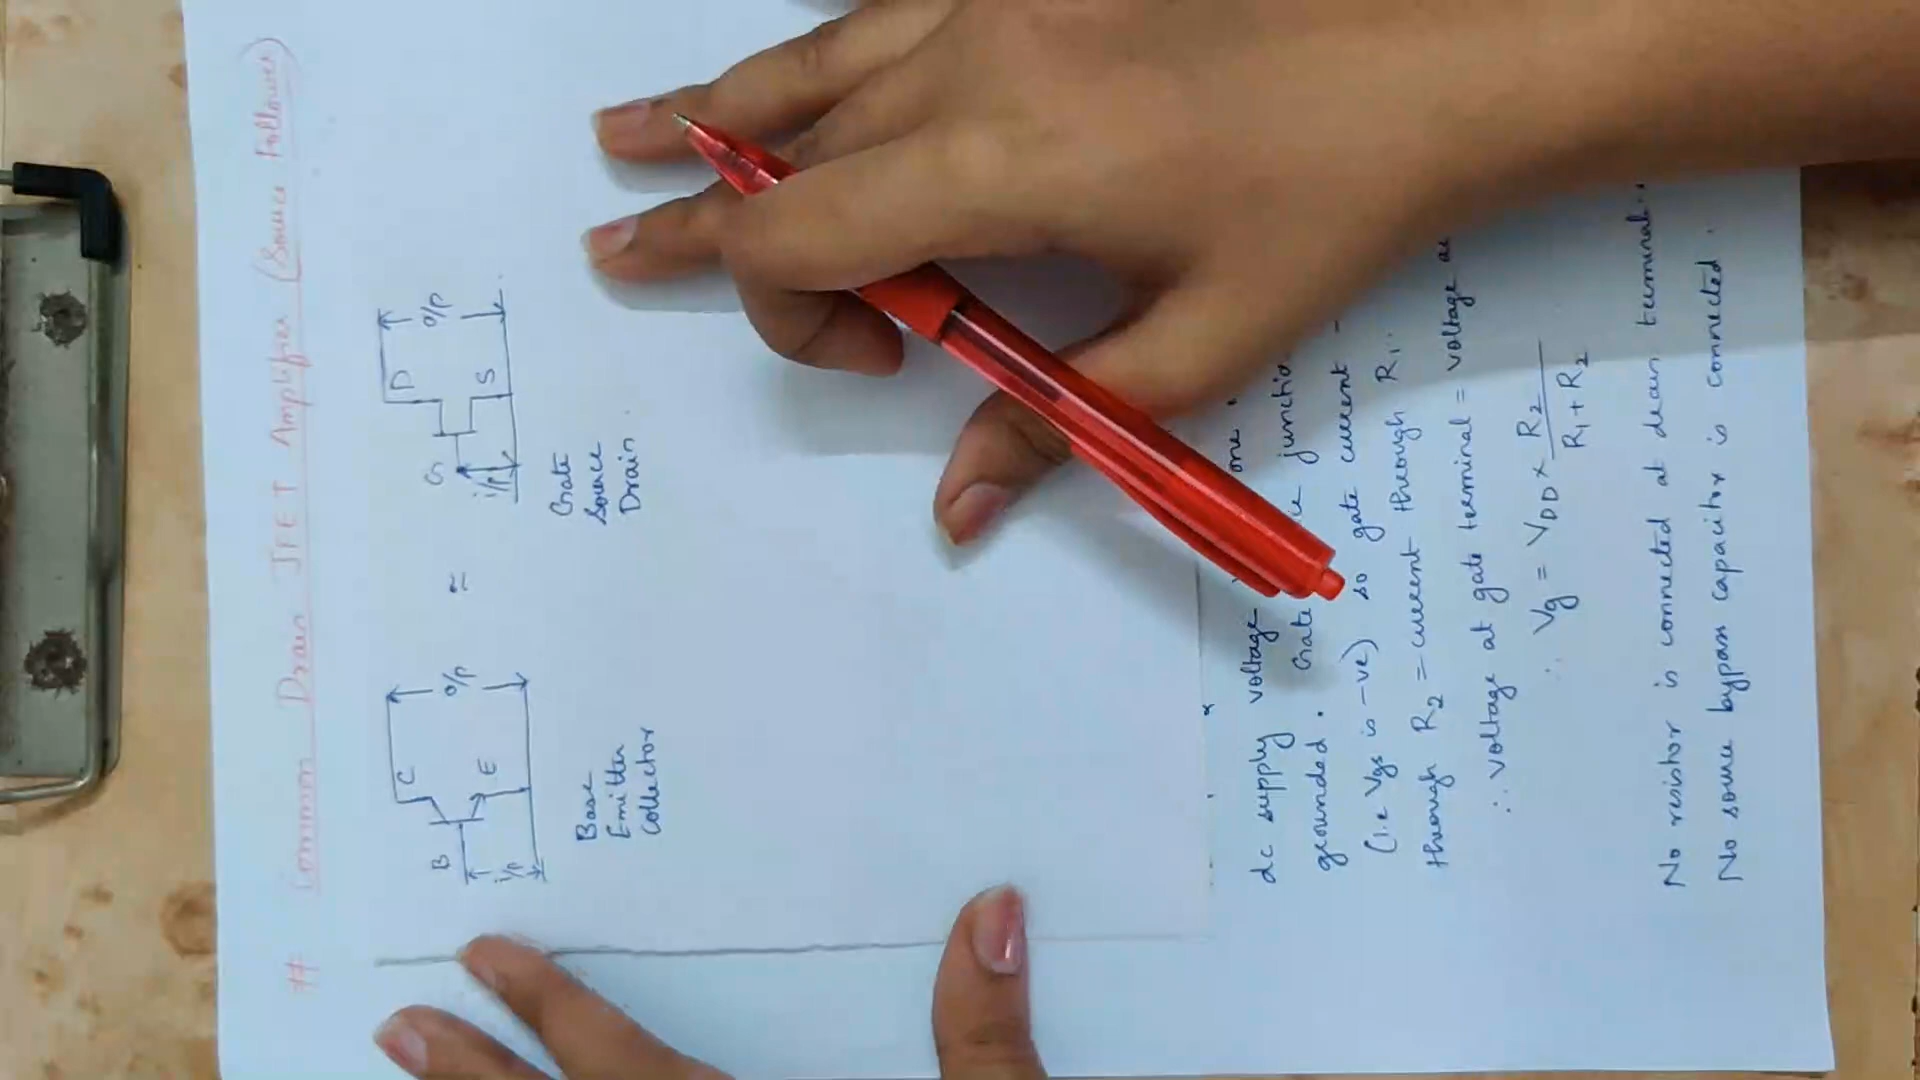 # Common Drain JFET Amplifier (Source Follower)
B
C
E
i/p
o/p
≈
G
D
S
i/p
o/p
Base
Emitter
Collector
Gate
Source
Drain
dc supply voltage one.
grounded. Gate junctio
(i.e Vgs is -ve) so gate current -
through R2 = current through R1.
∴ voltage at gate terminal = voltage
∴ Vg = VDD × R2 / R1 + R2
No resistor is connected at drain terminal.
No source bypass capacitor is connected.